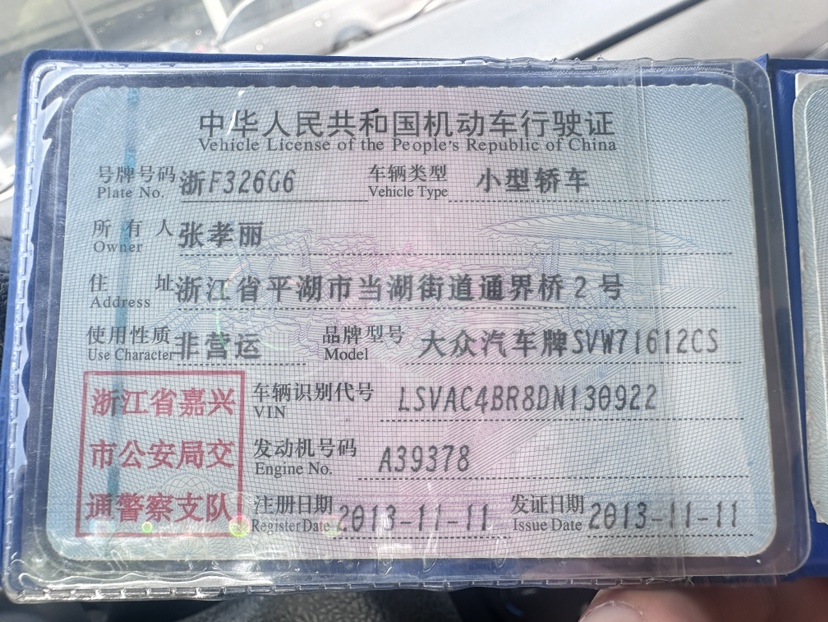 中华人民共和国机动车行驶证
Vehicle License of the People's Republic of China
号牌号码 浙F326G6 车辆类型 小型轿车
Plate No. Vehicle Type
所有人 张孝丽
Owner
住址 浙江省平湖市当湖街道通界桥2号
Address
使用性质 非营运 品牌型号 大众汽车牌SVW71612CS
Use Character Model
浙江省嘉兴
市公安局交
通警察支队
车辆识别代号 LSVAC4BR8DN130922
VIN
发动机号码 A39378
Engine No.
注册日期 2013-11-11 发证日期 2013-11-11
Register Date Issue Date